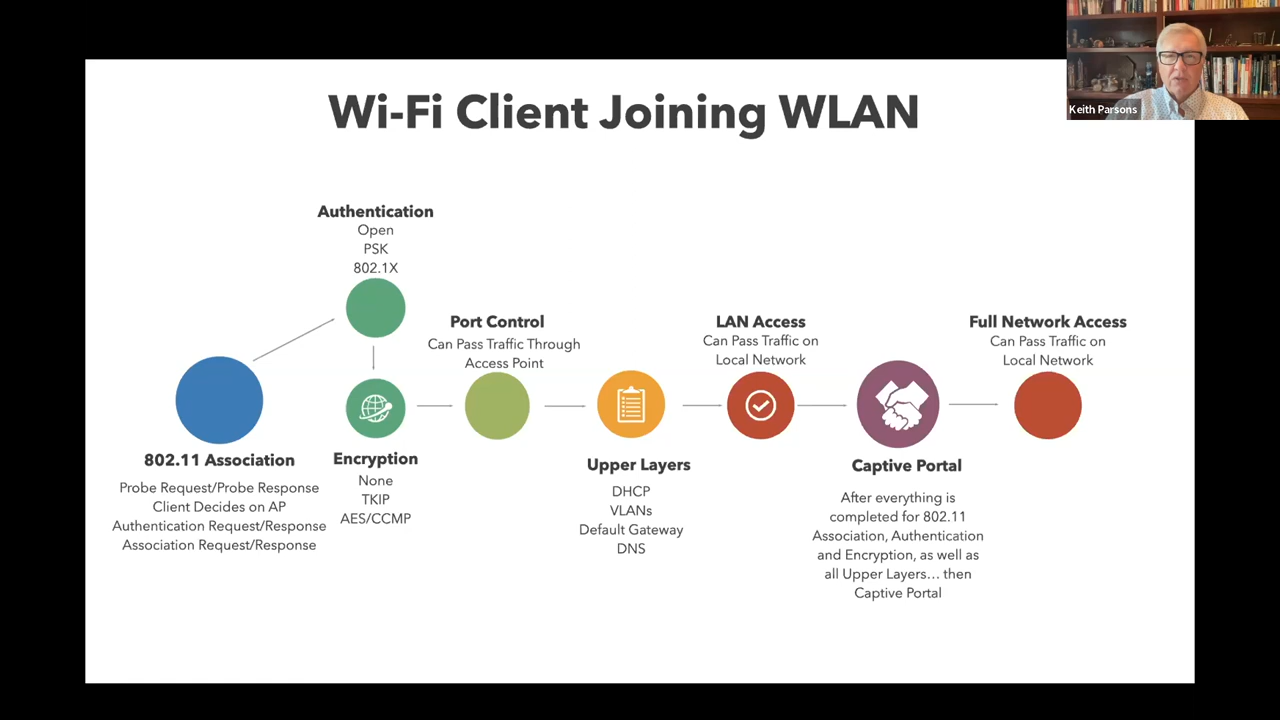 Wi-Fi Client Joining WLAN
Keith Parsons
Authentication
Open
PSK
802.1X
802.11 Association
Probe Request/Probe Response
Client Decides on AP
Authentication Request/Response
Association Request/Response
Encryption
None
TKIP
AES/CCMP
Port Control
Can Pass Traffic Through
Access Point
Upper Layers
DHCP
VLANs
Default Gateway
DNS
LAN Access
Can Pass Traffic on
Local Network
Captive Portal
After everything is
completed for 802.11
Association, Authentication
and Encryption, as well as
all Upper Layers... then
Captive Portal
Full Network Access
Can Pass Traffic on
Local Network